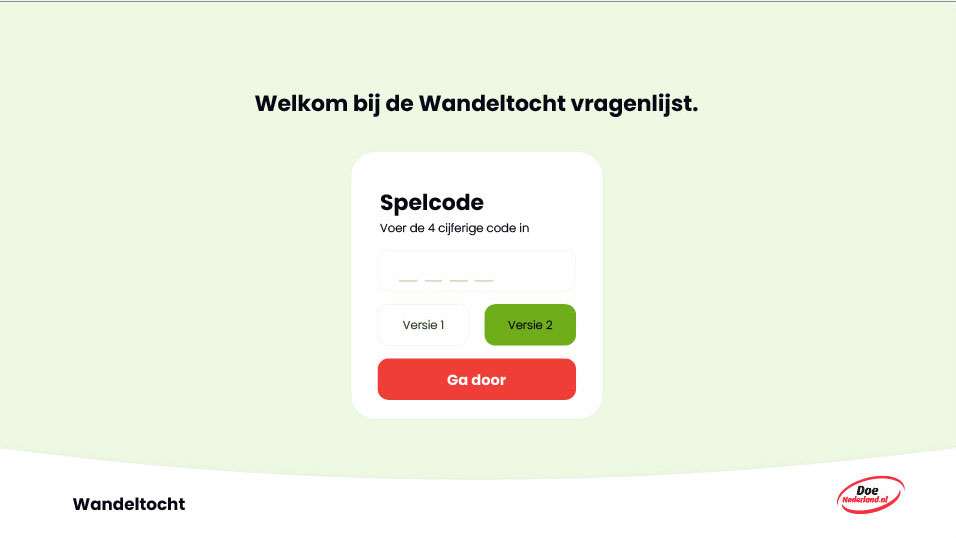 Welkom bij de Wandeltocht vragenlijst.
Spelcode
Voer de 4 cijferige code in
Versie 1
Versie 2
Ga door
Wandeltocht
Doe
Nederland.nl